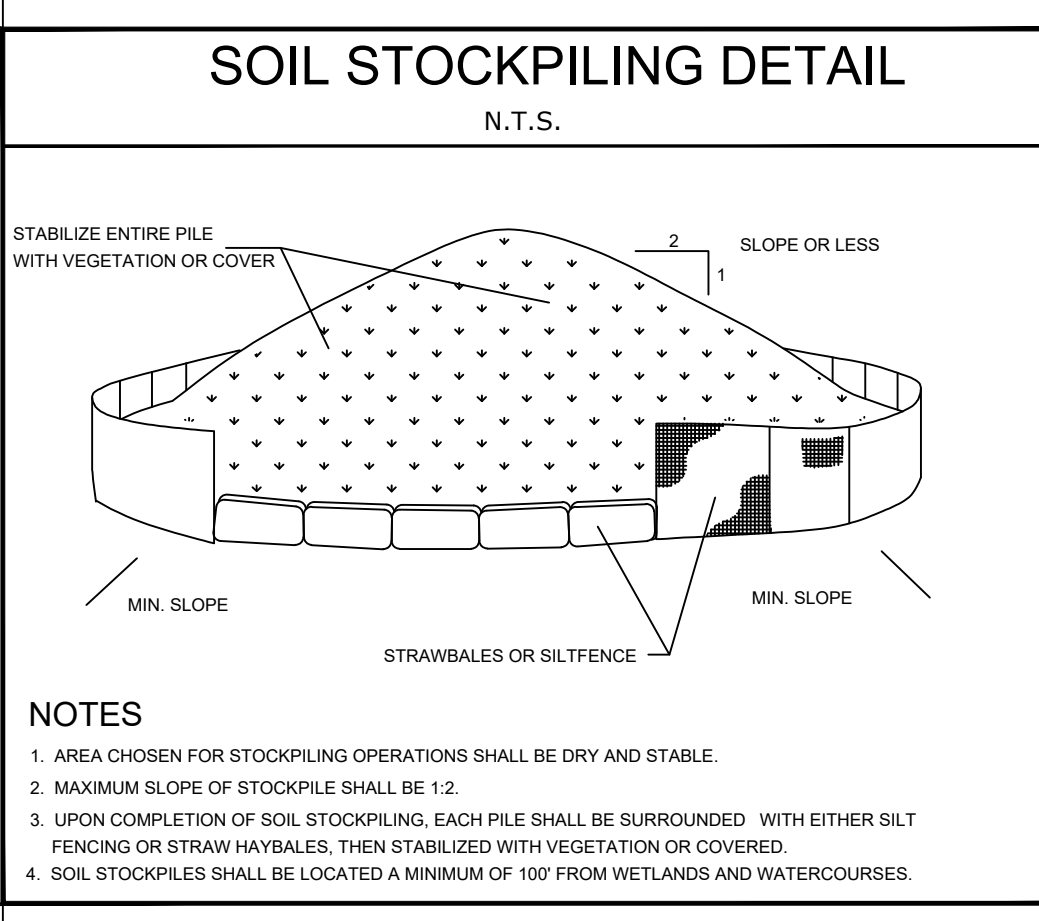 SOIL STOCKPILING DETAIL
N.T.S.
STABILIZE ENTIRE PILE
WITH VEGETATION OR COVER
2
SLOPE OR LESS
1
MIN. SLOPE
MIN. SLOPE
STRAWBALES OR SILTFENCE
NOTES
1. AREA CHOSEN FOR STOCKPILING OPERATIONS SHALL BE DRY AND STABLE.
2. MAXIMUM SLOPE OF STOCKPILE SHALL BE 1:2.
3. UPON COMPLETION OF SOIL STOCKPILING, EACH PILE SHALL BE SURROUNDED WITH EITHER SILT
FENCING OR STRAW HAYBALES, THEN STABILIZED WITH VEGETATION OR COVERED.
4. SOIL STOCKPILES SHALL BE LOCATED A MINIMUM OF 100' FROM WETLANDS AND WATERCOURSES.